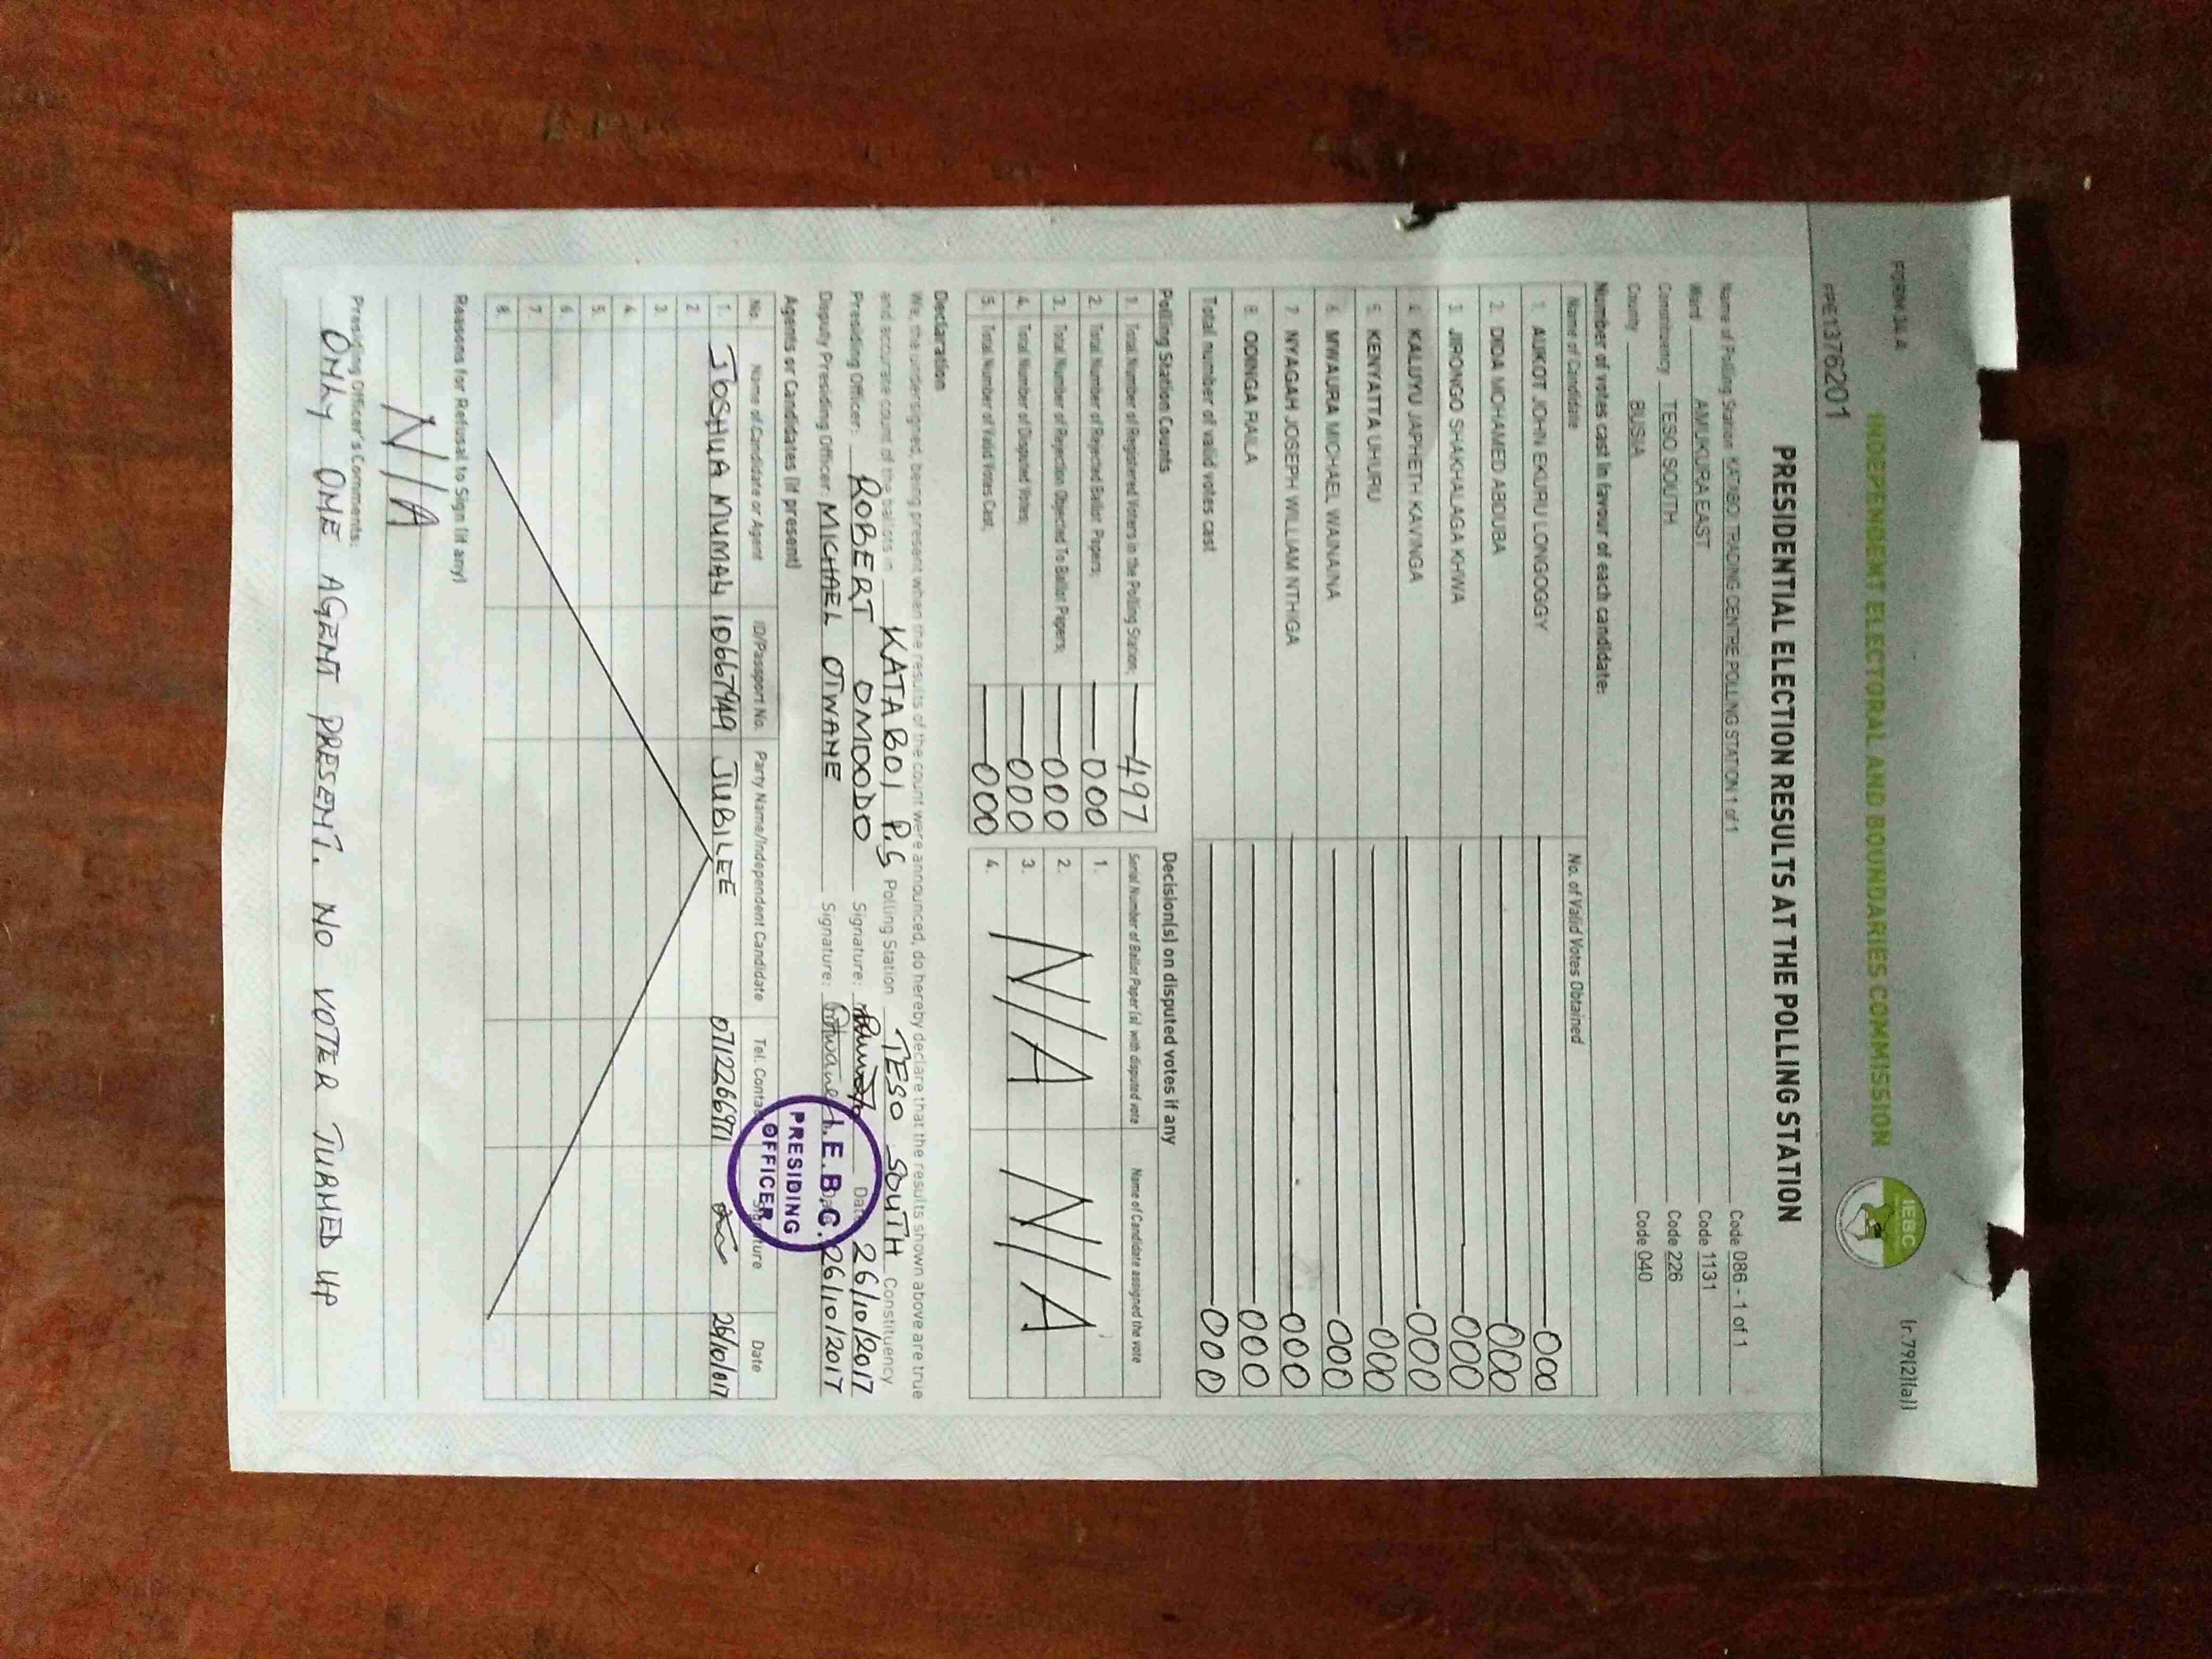 FORM 34 A (r.79(2)(a))
INDEPENDENT ELECTORAL AND BOUNDARIES COMMISSION
IEBC
PPE1376201
PRESIDENTIAL ELECTION RESULTS AT THE POLLING STATION
Name of Polling Station TRADING CENTRE POLLING STATION 1 of 1 Code 086 - 1 of 1
Ward AMUKURA EAST Code 1131
Constituency TESO SOUTH Code 226
County BUSIA Code 040
Number of votes cast in favour of each candidate:
Name of Candidate No. of Valid Votes Obtained
1. AUKOT JOHN EKURU LONGOGGY 000
2. DIDA MOHAMED ABDUBA 000
3. JIRONGO SHAKHALAGA KHWA 000
4. KALUYU JAPHETH KAVINGA 000
5. KENYATTA UHURU 000
6. MWAURA MICHAEL WAINAINA 000
7. NYAGAH JOSEPH WILLIAM NTHIGA 000
8. ODINGA RAILA 000
Total number of valid votes cast 000
Polling Station Counts Decision(s) on disputed votes if any
1. Total Number of Registered Voters in the Polling Station; 497 Serial Number of Ballot Paper (s) with disputed vote Name of Candidate assigned the vote
2. Total Number of Rejected Ballot Papers; 000 1.
3. Total Number of Rejection Objected To Ballot Papers; 000 2. N/A N/A
4. Total Number of Disputed Votes; 000 3.
5. Total Number of Valid Votes Cast; 000 4.
Declaration
We, the undersigned, being present when the results of the count were announced, do hereby declare that the results shown above are true
and accurate count of the ballots in KATABOI P.S Polling Station TESO SOUTH Constituency
Presiding Officer: ROBERT OMOODO Signature: Date 26/10/2017
Deputy Presiding Officer: MICHAEL OTWANE Signature: Otwane 26/10/2017
I.E.B.C.
PRESIDING
OFFICER
Agents or Candidates (if present)
No. Name of Candidate or Agent ID/Passport No. Party Name/Independent Candidate Tel. Contact Signature Date
1. JOSHUA 10667949 JUBILEE
2
3
4.
5.
6.
7
8.
Reasons for Refusal to Sign (if any)
N/A
Presiding Officer's Comments:
ONLY ONE AGENT PRESENT. NO VOTER TURNED UP